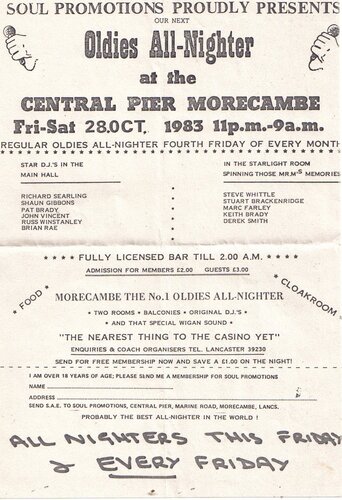 SOUL PROMOTIONS PROUDLY PRESENTS
OUR NEXT
Oldies All-Nighter
at the
CENTRAL PIER MORECAMBE
Fri-Sat 28.OCT, 1983 11p.m.-9a.m.
REGULAR OLDIES ALL-NIGHTER FOURTH FRIDAY OF EVERY MONTH
STAR D.J.'S IN THE
MAIN HALL
RICHARD SEARLING
SHAUN GIBBONS
PAT BRADY
JOHN VINCENT
RUSS WINSTANLEY
BRIAN RAE
IN THE STARLIGHT ROOM
SPINNING THOSE MR.M'S MEMORIES
STEVE WHITTLE
STUART BRACKENRIDGE
MARC FARLEY
KEITH BRADY
DEREK SMITH
* * * * FULLY LICENSED BAR TILL 2.00 A.M. * * * *
ADMISSION FOR MEMBERS £2.00 GUESTS £3.00
* FOOD *
* CLOAKROOM *
MORECAMBE THE No.1 OLDIES ALL-NIGHTER
• TWO ROOMS • BALCONIES • ORIGINAL D.J.'S •
• AND THAT SPECIAL WIGAN SOUND •
"THE NEAREST THING TO THE CASINO YET"
ENQUIRIES & COACH ORGANISERS TEL. LANCASTER 39230
SEND FOR FREE MEMBERSHIP NOW AND SAVE A £1.00 ON THE NIGHT!
I AM OVER 18 YEARS OF AGE; PLEASE SEND ME A MEMBERSHIP FOR SOUL PROMOTIONS
NAME
ADDRESS
SEND S.A.E. TO SOUL PROMOTIONS, CENTRAL PIER, MARINE ROAD, MORECAMBE, LANCS.
PROBABLY THE BEST ALL-NIGHTER IN THE WORLD !
ALL NIGHTERS THIS FRIDAY
& EVERY FRIDAY